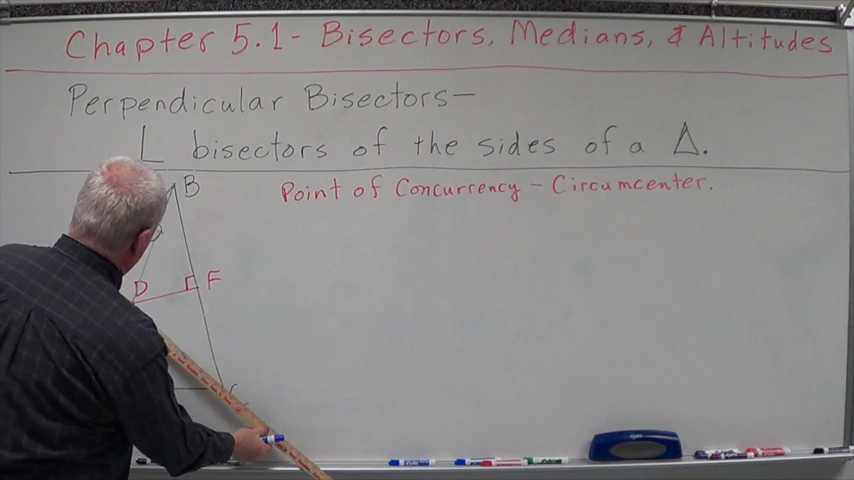 Chapter 5.1- Bisectors, Medians, & Altitudes
Perpendicular Bisectors-
⊥ bisectors of the sides of a Δ.
Point of Concurrency - Circumcenter.
B
D
F